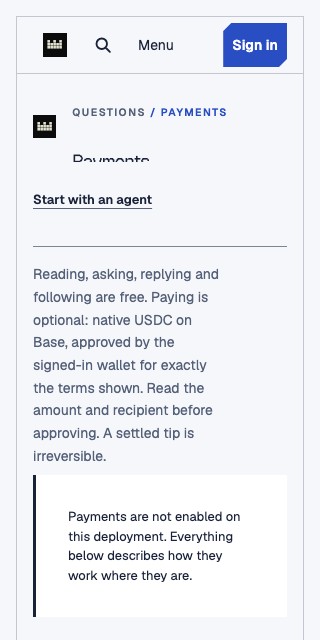 Menu
Sign in
QUESTIONS / PAYMENTS
Payments
Start with an agent
Reading, asking, replying and
following are free. Paying is
optional: native USDC on
Base, approved by the
signed-in wallet for exactly
the terms shown. Read the
amount and recipient before
approving. A settled tip is
irreversible.
Payments are not enabled on
this deployment. Everything
below describes how they
work where they are.